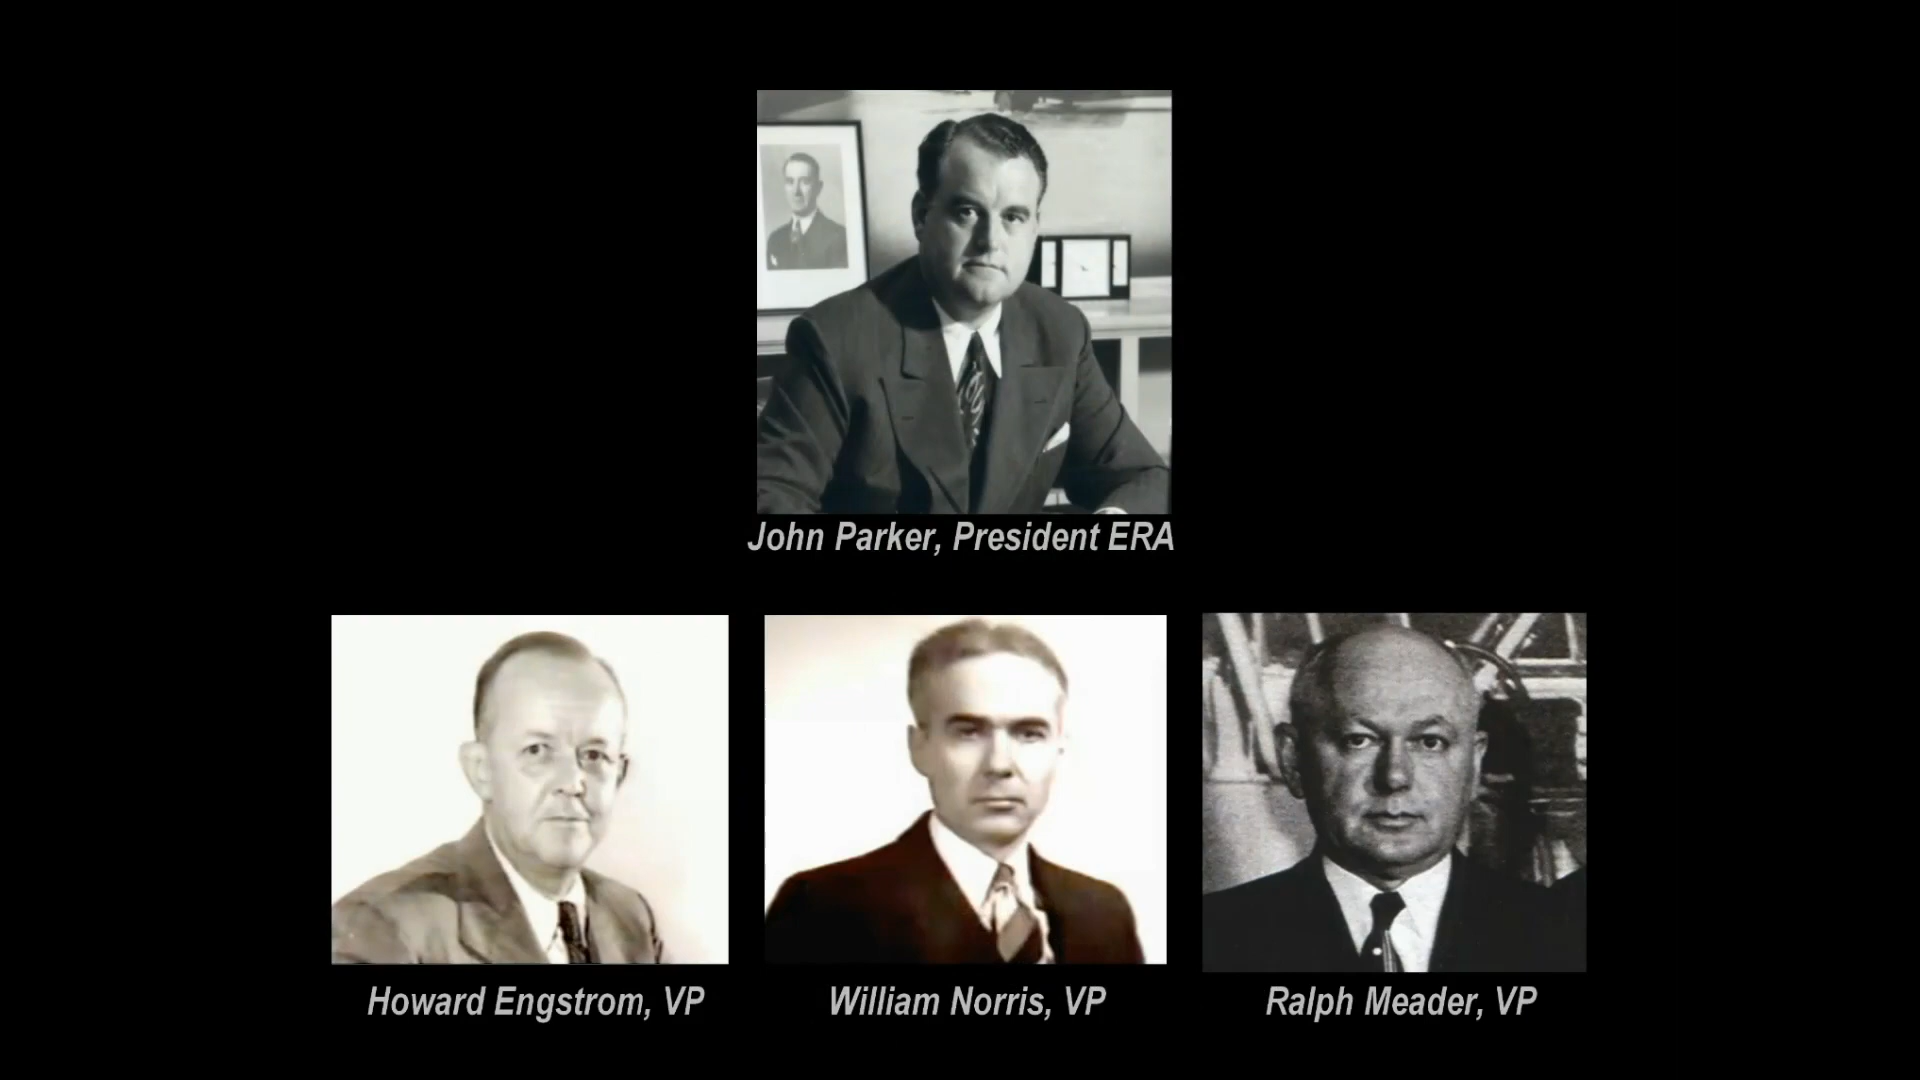 John Parker, President ERA
Howard Engstrom, VP
William Norris, VP
Ralph Meader, VP